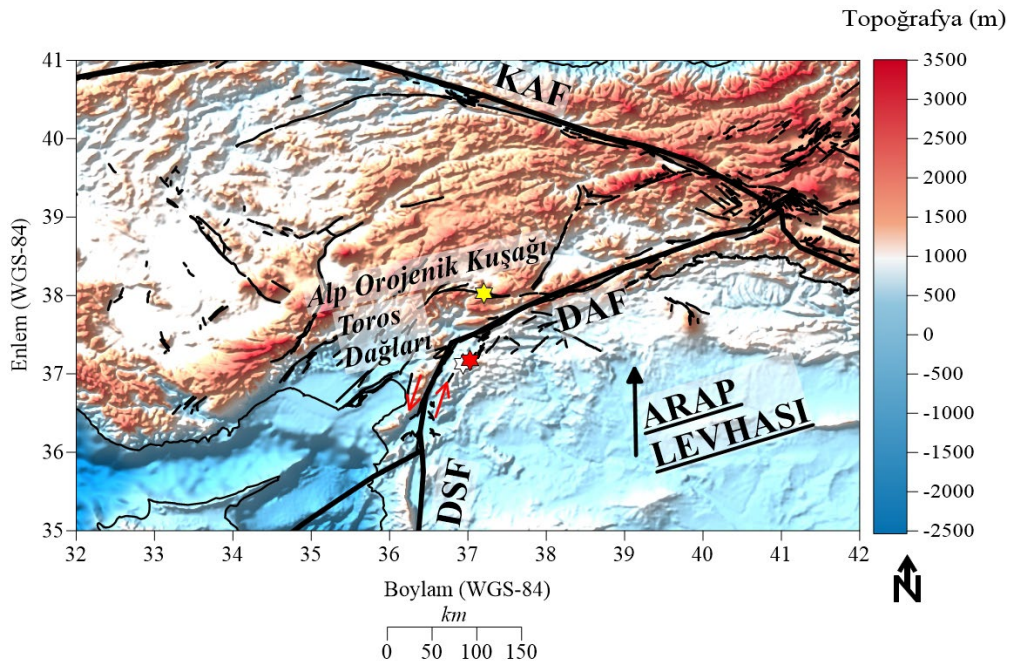 Topoğrafya (m)
41
40
39
38
37
36
35
Enlem (WGS-84)
KAF
Alp Orojenik Kuşağı
Toros
Dağları
DAF
ARAP
LEVHASI
DSF
32 33 34 35 36 37 38 39 40 41 42
Boylam (WGS-84)
km
0 50 100 150
3500
3000
2500
2000
1500
1000
500
0
-500
-1000
-1500
-2000
-2500
N